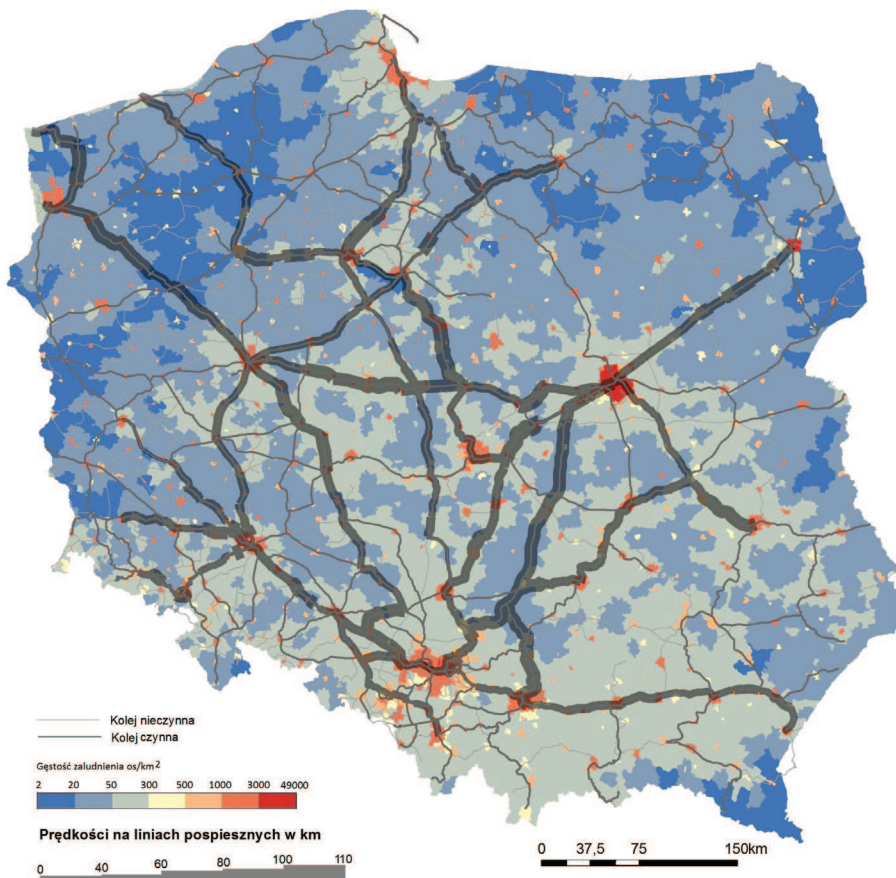 Kolej nieczynna
Kolej czynna
Gęstość zaludnienia os/km²
2 20 50 300 500 1000 3000 49000
Prędkości na liniach pospiesznych w km
0 40 60 80 100 110
0 37,5 75 150km